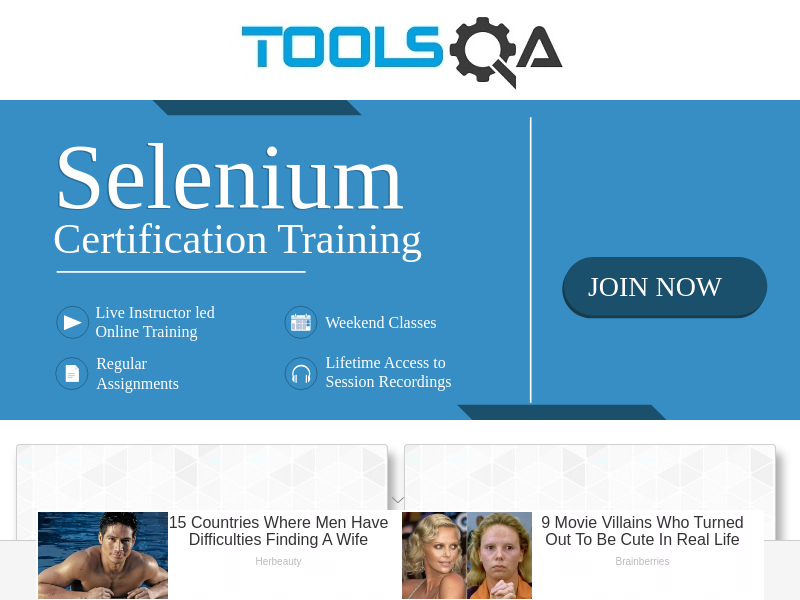 TOOLSQA
Selenium
Certification Training
JOIN NOW
Live Instructor led
Online Training
Weekend Classes
Regular
Assignments
Lifetime Access to
Session Recordings
15 Countries Where Men Have
Difficulties Finding A Wife
Herbeauty
9 Movie Villains Who Turned
Out To Be Cute In Real Life
Brainberries